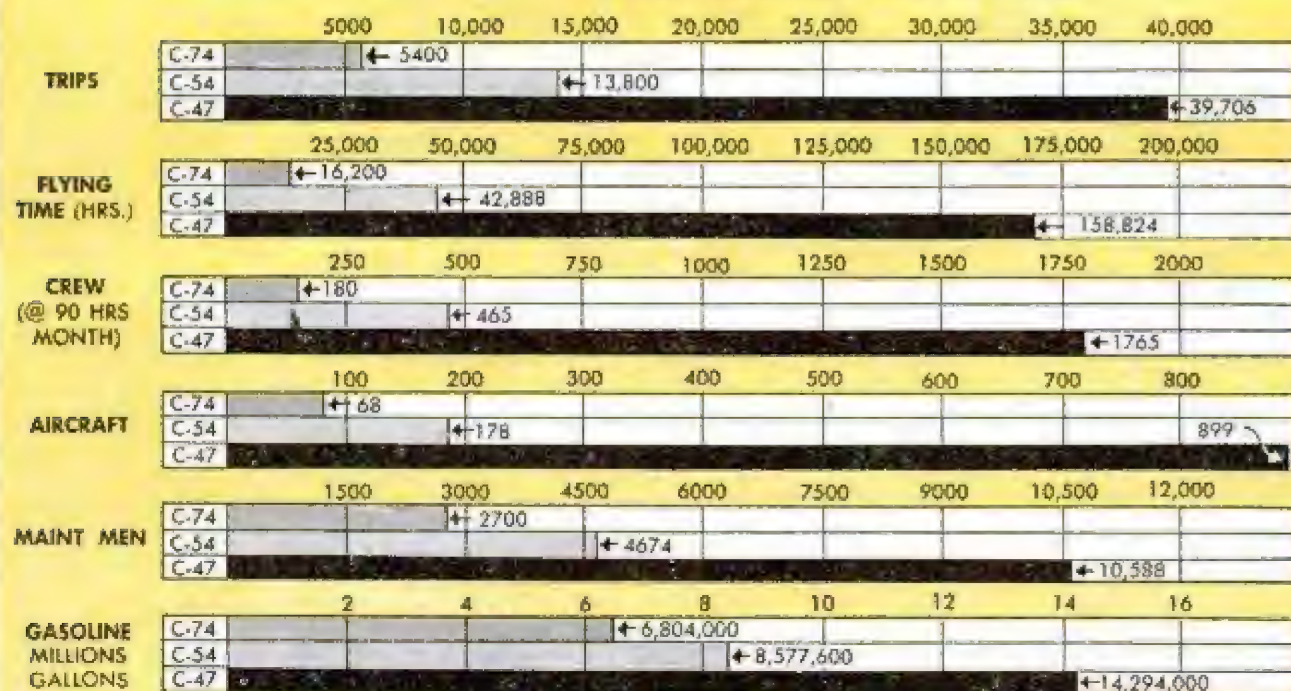 5000 10,000 15,000 20,000 25,000 30,000 35,000 40,000
TRIPS
C-74 5400
C-54 13,800
C-47 39,706
25,000 50,000 75,000 100,000 125,000 150,000 175,000 200,000
FLYING
TIME (HRS.)
C-74 16,200
C-54 42,888
C-47 158,824
250 500 750 1000 1250 1500 1750 2000
CREW
(@ 90 HRS
MONTH)
C-74 180
C-54 465
C-47 1765
100 200 300 400 500 600 700 800
AIRCRAFT
C-74 68
C-54 178
C-47 899
1500 3000 4500 6000 7500 9000 10,500 12,000
MAINT MEN
C-74 2700
C-54 4674
C-47 10,588
2 4 6 8 10 12 14 16
GASOLINE
MILLIONS
GALLONS
C-74 6,804,000
C-54 8,577,600
C-47 14,294,000